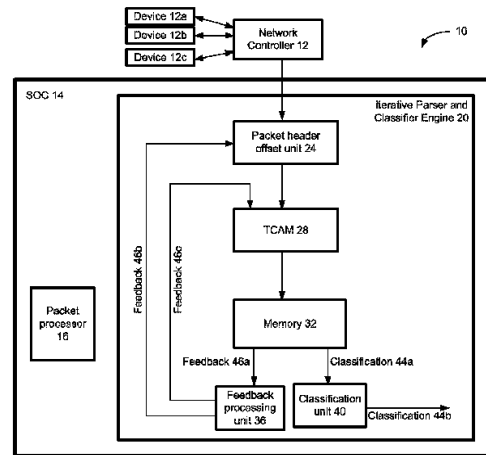 Device 12a
Device 12b
Device 12c
Network
Controller 12
10
SOC 14
Iterative Parser and
Classifier Engine 20
Packet header
offset unit 24
TCAM 28
Feedback 46b
Feedback 46c
Packet
processor
16
Memory 32
Feedback 46a
Classification 44a
Feedback
processing
unit 36
Classification
unit 40
Classification 44b